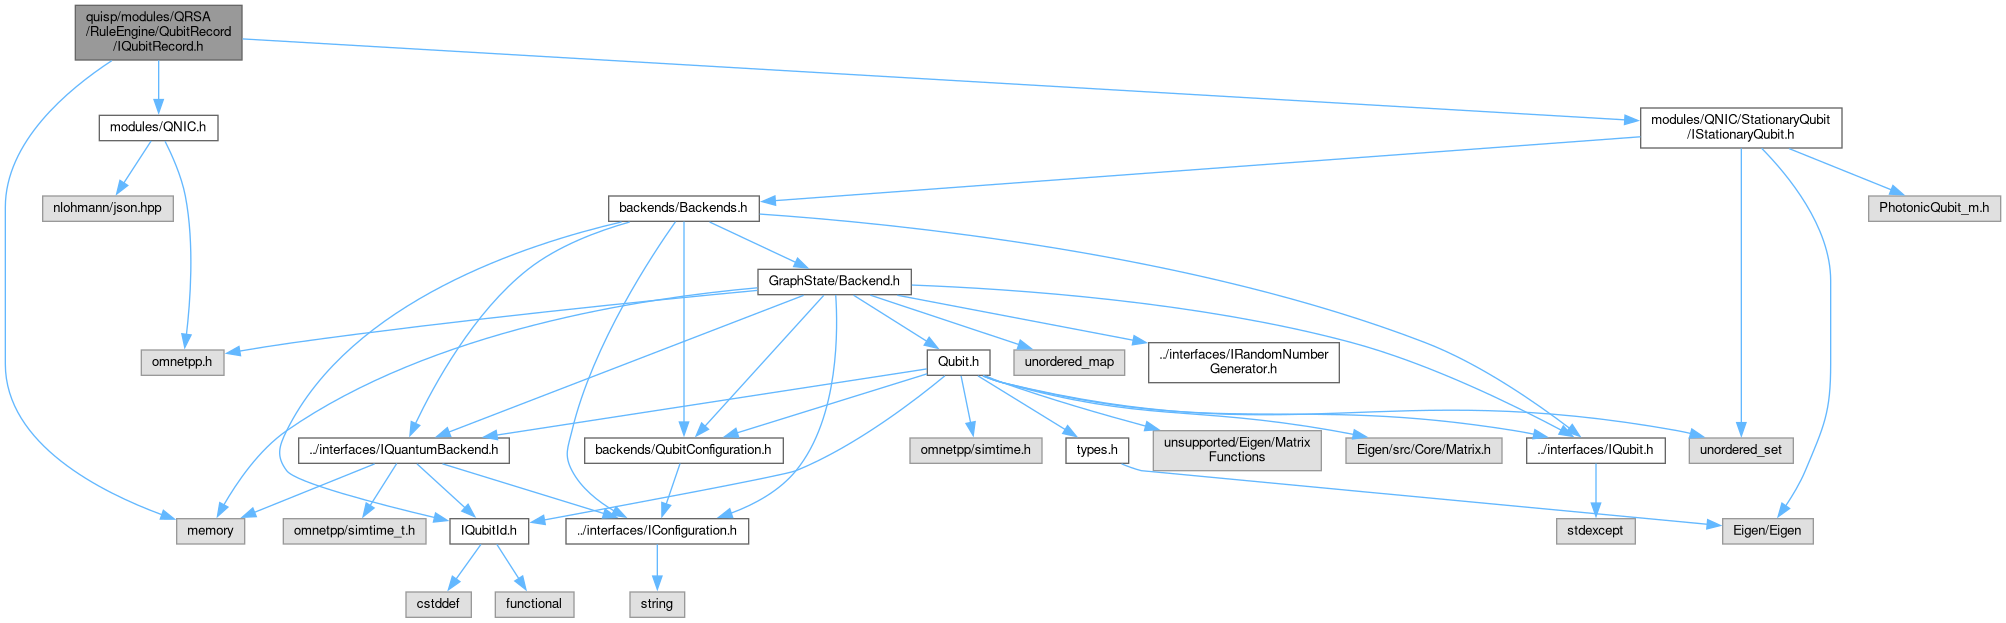 quisp/modules/QRSA
/RuleEngine/QubitRecord
/IQubitRecord.h
modules/QNIC.h
modules/QNIC/StationaryQubit
/IStationaryQubit.h
nlohmann/json.hpp
backends/Backends.h
PhotonicQubit_m.h
GraphState/Backend.h
omnetpp.h
Qubit.h
unordered_map
../interfaces/IRandomNumber
Generator.h
../interfaces/IQuantumBackend.h
backends/QubitConfiguration.h
omnetpp/simtime.h
types.h
unsupported/Eigen/Matrix
Functions
Eigen/src/Core/Matrix.h
../interfaces/IQubit.h
unordered_set
memory
omnetpp/simtime_t.h
IQubitId.h
../interfaces/IConfiguration.h
stdexcept
Eigen/Eigen
cstddef
functional
string